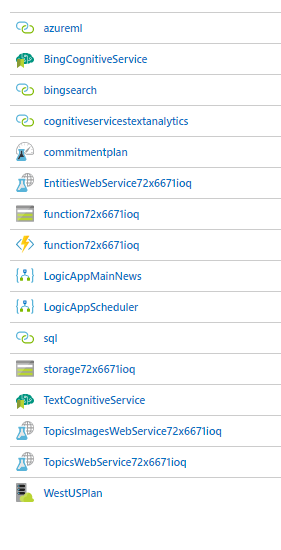 azureml
BingCognitiveService
bingsearch
cognitiveservicestextanalytics
commitmentplan
EntitiesWebService72x6671ioq
function72x6671ioq
function72x6671ioq
LogicAppMainNews
LogicAppScheduler
sql
storage72x6671ioq
TextCognitiveService
TopicsImagesWebService72x6671ioq
TopicsWebService72x6671ioq
WestUSPlan